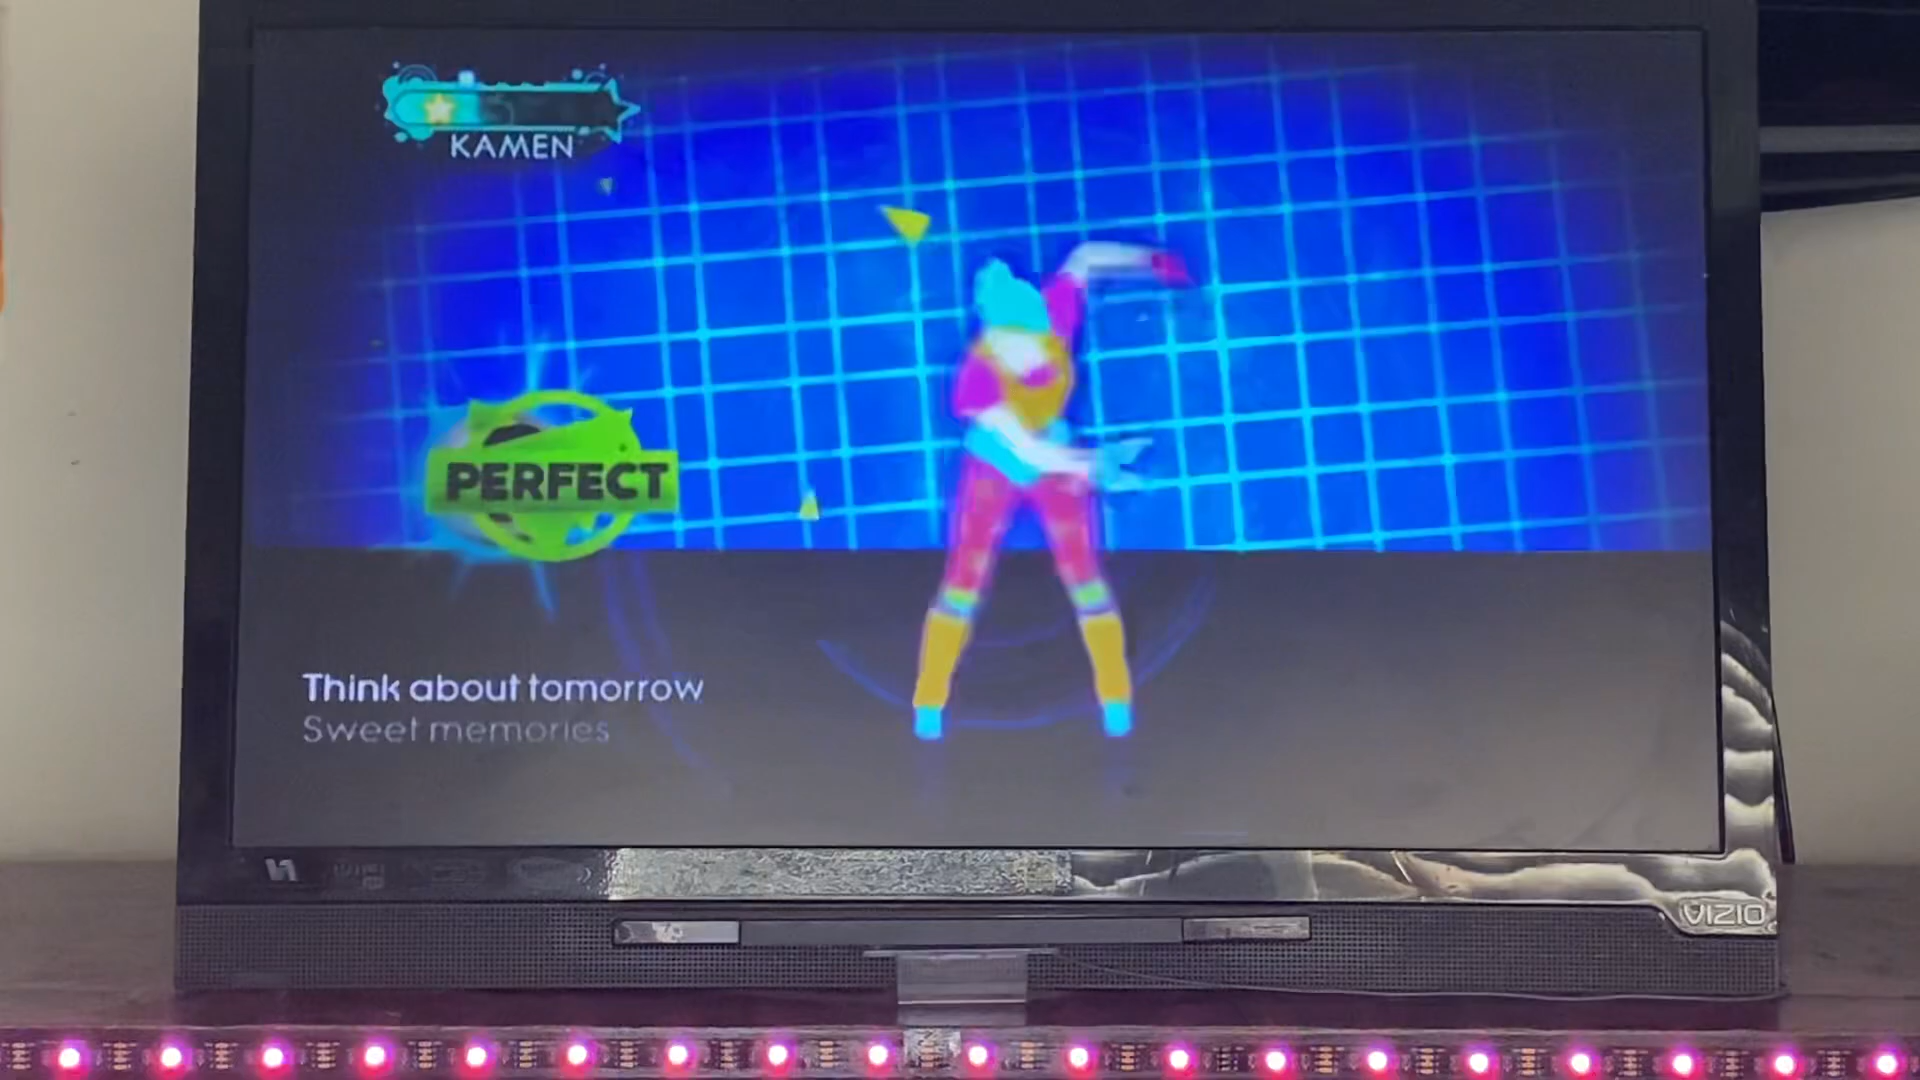 KAMEN
PERFECT
Think about tomorrow
Sweet memories
VIZIO